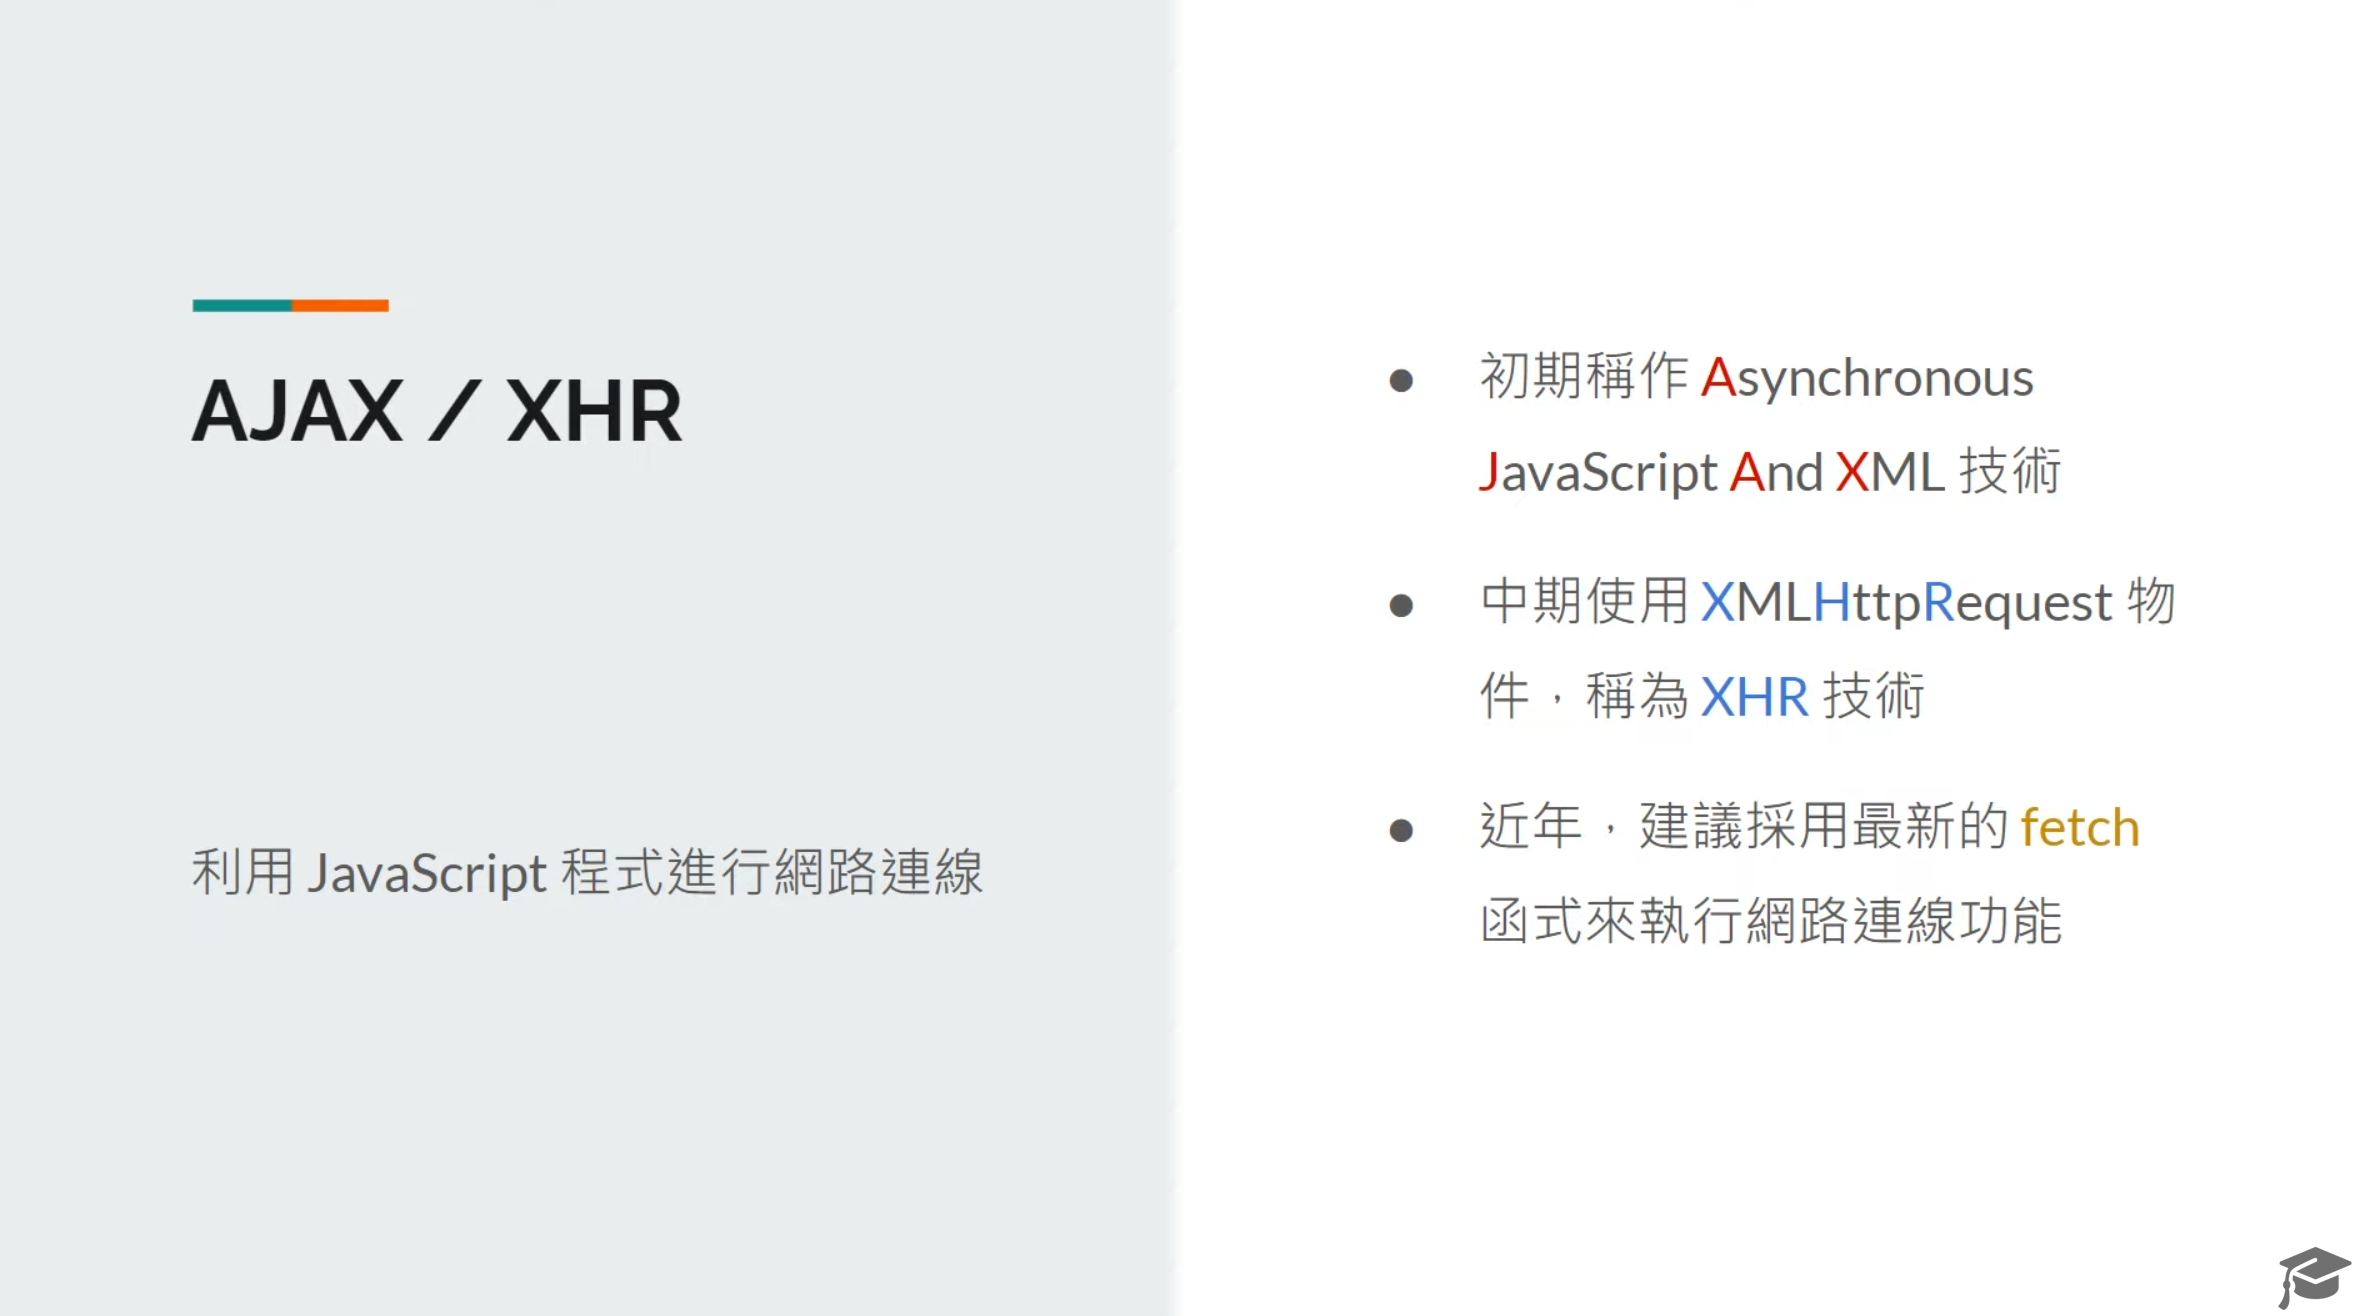 AJAX / XHR
利用 JavaScript 程式進行網路連線
● 初期稱作 Asynchronous
JavaScript And XML 技術
● 中期使用 XMLHttpRequest 物
件，稱為 XHR 技術
● 近年，建議採用最新的 fetch
函式來執行網路連線功能